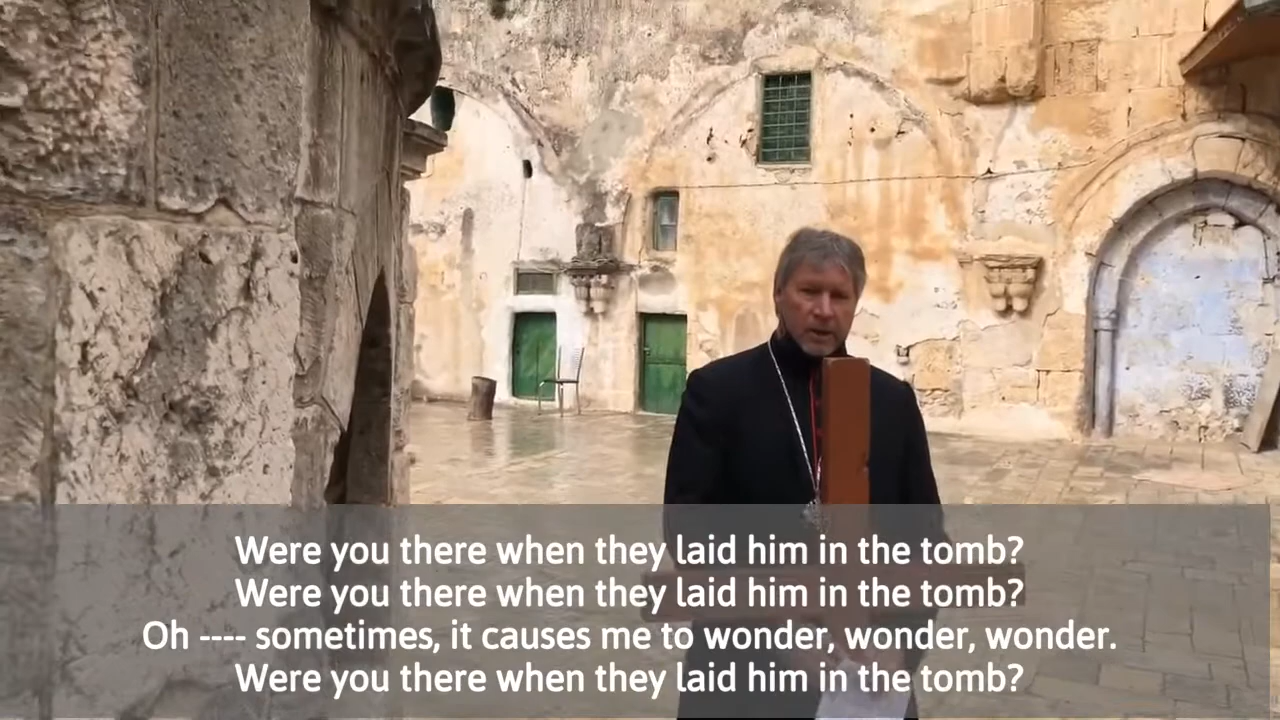 Were you there when they laid him in the tomb?
Were you there when they laid him in the tomb?
Oh ---- sometimes, it causes me to wonder, wonder, wonder.
Were you there when they laid him in the tomb?